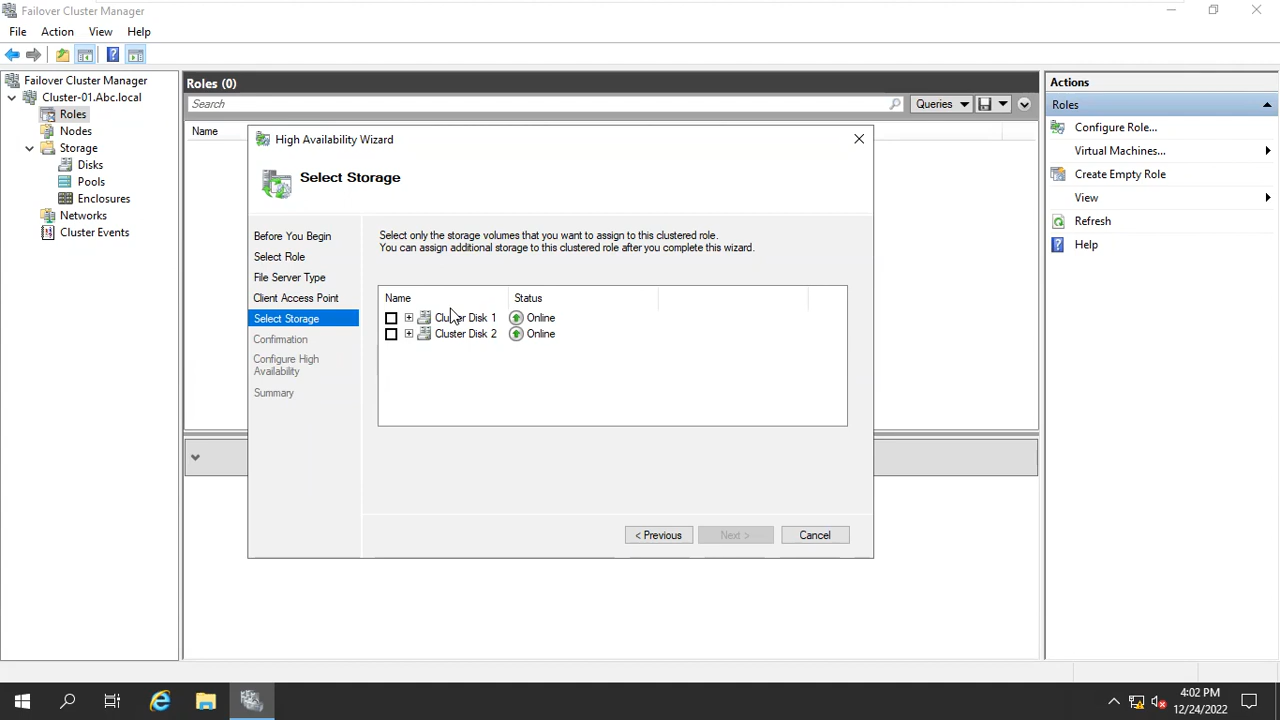 Failover Cluster Manager
File Action View Help
Failover Cluster Manager
Cluster-01.Abc.local
Roles
Nodes
Storage
Disks
Pools
Enclosures
Networks
Cluster Events
Roles (0)
Search
Queries
Name
High Availability Wizard
Select Storage
Before You Begin
Select Role
File Server Type
Client Access Point
Select Storage
Confirmation
Configure High
Availability
Summary
Select only the storage volumes that you want to assign to this clustered role.
You can assign additional storage to this clustered role after you complete this wizard.
Name Status
Cluster Disk 1 Online
Cluster Disk 2 Online
< Previous Next > Cancel
Actions
Roles
Configure Role...
Virtual Machines...
Create Empty Role
View
Refresh
Help
4:02 PM
12/24/2022